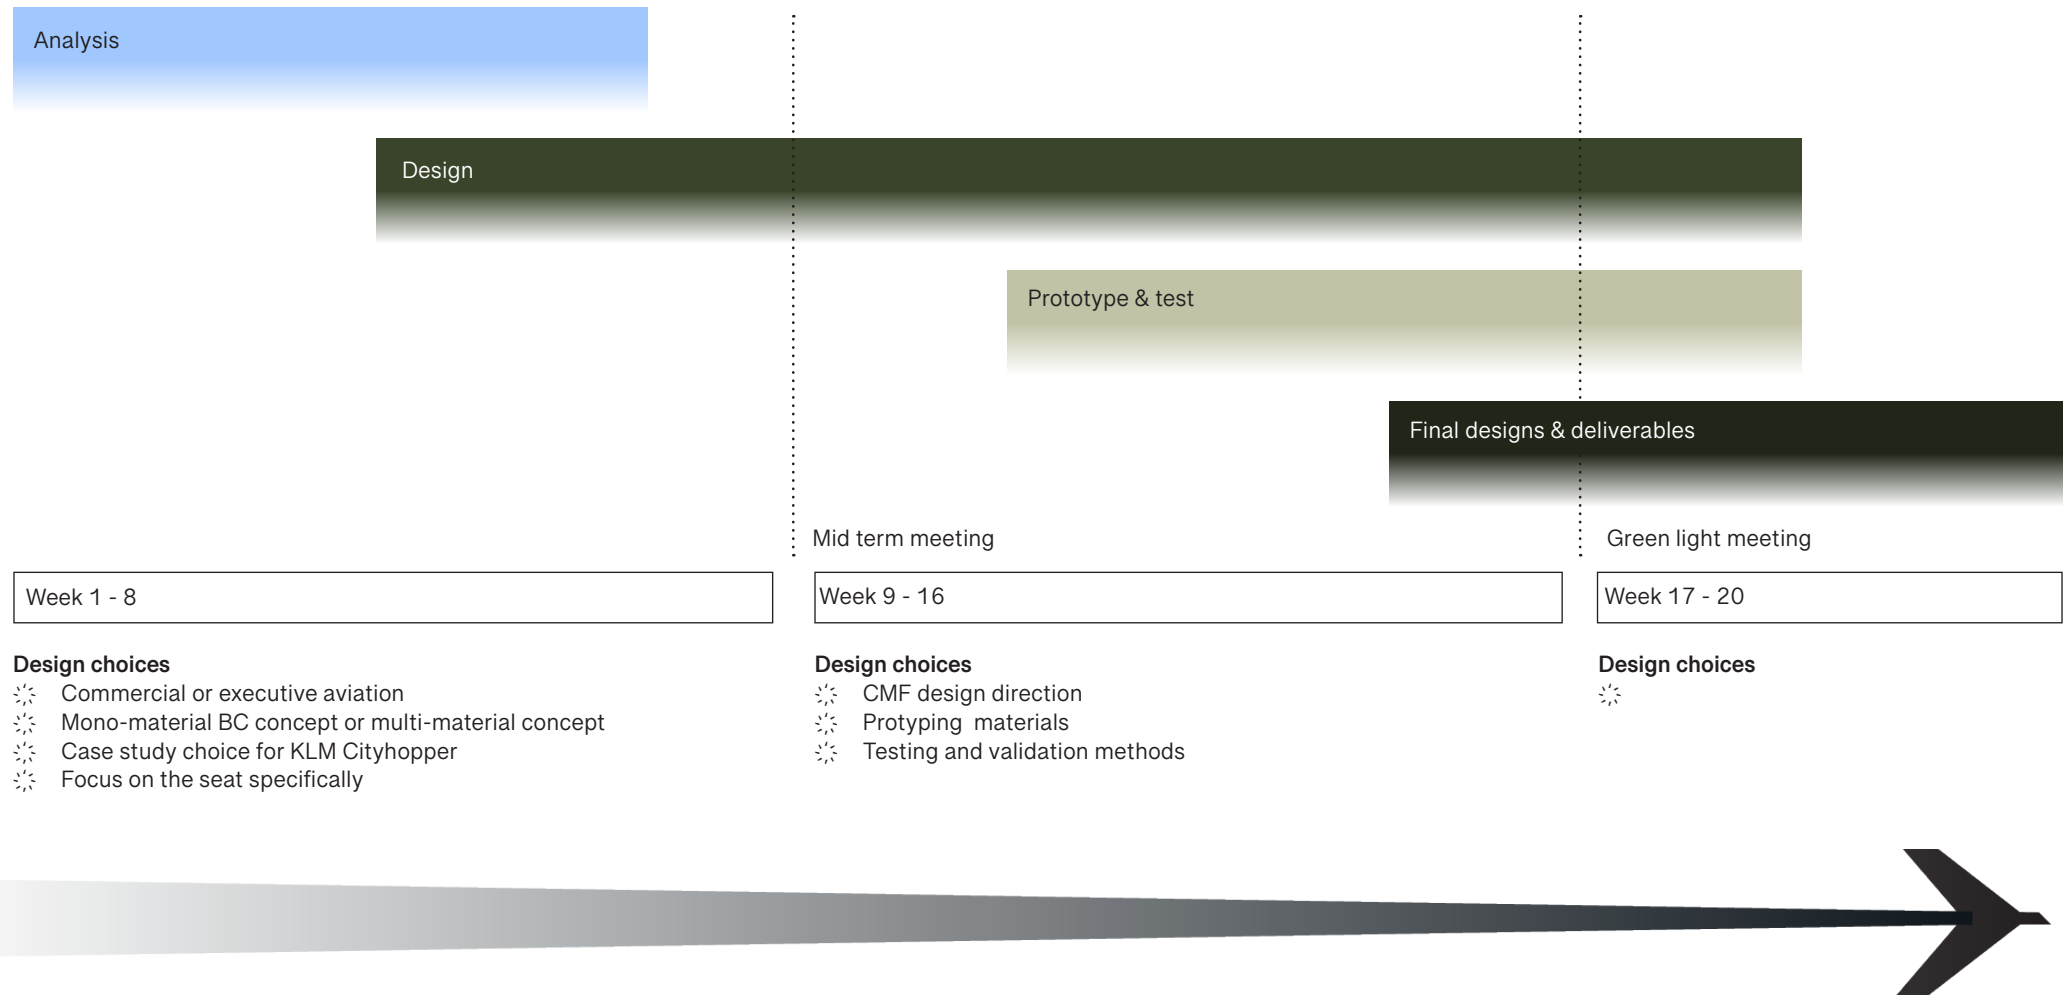 Analysis
Design
Prototype & test
Final designs & deliverables
Mid term meeting
Green light meeting
Week 1 - 8
Week 9 - 16
Week 17 - 20
Design choices
Commercial or executive aviation
Mono-material BC concept or multi-material concept
Case study choice for KLM Cityhopper
Focus on the seat specifically
Design choices
CMF design direction
Protyping  materials
Testing and validation methods
Design choices